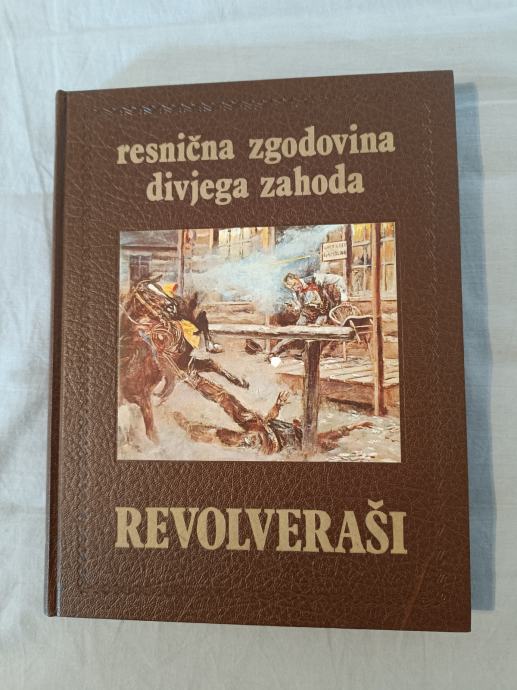 resnična zgodovina
divjega zahoda
REVOLVERAŠI